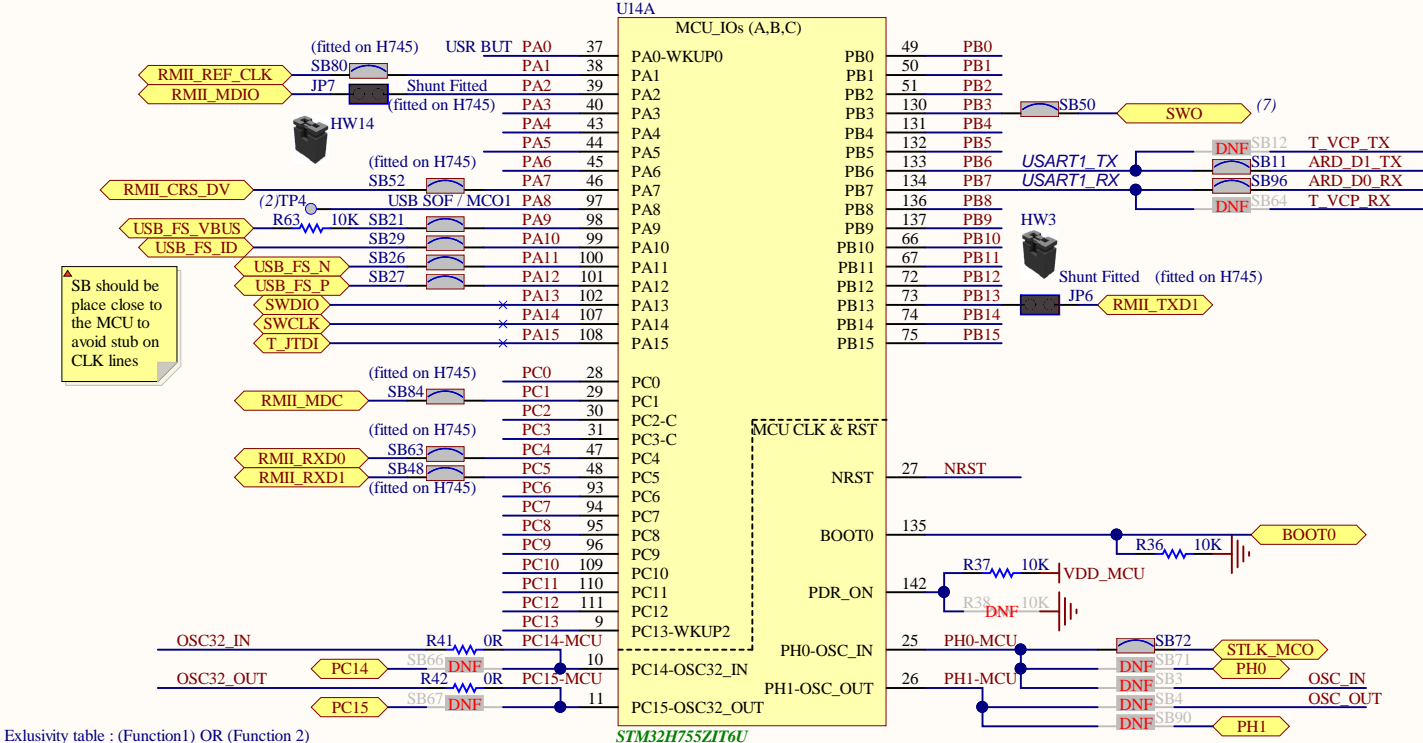 U14A
MCU_IOs (A,B,C)
(fitted on H745) USR BUT PA0 37 PA0-WKUP0 PB0 49 PB0
RMII_REF_CLK SB80 PA1 38 PA1 PB1 50 PB1
RMII_MDIO JP7 Shunt Fitted PA2 39 PA2 PB2 51 PB2
(fitted on H745) PA3 40 PA3 PB3 130 PB3 SB50 SWO (7)
HW14 PA4 43 PA4 PB4 131 PB4
PA5 44 PA5 PB5 132 PB5 DNF SB12 T_VCP_TX
(fitted on H745) PA6 45 PA6 PB6 133 PB6 USART1_TX SB11 ARD_D1_TX
RMII_CRS_DV SB52 PA7 46 PA7 PB7 134 PB7 USART1_RX SB96 ARD_D0_RX
(2) TP4 USB SOF / MCO1 PA8 97 PA8 PB8 136 PB8 DNF SB64 T_VCP_RX
USB_FS_VBUS R63 10K SB21 PA9 98 PA9 PB9 137 PB9 HW3
USB_FS_ID SB29 PA10 99 PA10 PB10 66 PB10
USB_FS_N SB26 PA11 100 PA11 PB11 67 PB11
USB_FS_P SB27 PA12 101 PA12 PB12 72 PB12 Shunt Fitted (fitted on H745)
SWDIO PA13 102 PA13 PB13 73 PB13 JP6 RMII_TXD1
SWCLK PA14 107 PA14 PB14 74 PB14
T_JTDI PA15 108 PA15 PB15 75 PB15
SB should be
place close to
the MCU to
avoid stub on
CLK lines
(fitted on H745) PC0 28 PC0
RMII_MDC SB84 PC1 29 PC1
PC2 30 PC2-C
(fitted on H745) PC3 31 PC3-C MCU CLK & RST
RMII_RXD0 SB63 PC4 47 PC4
RMII_RXD1 SB48 PC5 48 PC5 NRST 27 NRST
(fitted on H745) PC6 93 PC6
PC7 94 PC7
PC8 95 PC8 BOOT0 135 BOOT0
PC9 96 PC9 R36 10K
PC10 109 PC10 R37 10K VDD_MCU
PC11 110 PC11 PDR_ON 142
PC12 111 PC12 R38 DNF 10K
PC13 9 PC13-WKUP2
OSC32_IN R41 0R PC14-MCU PH0-OSC_IN 25 PH0-MCU SB72 STLK_MCO
PC14 SB66 DNF 10 PC14-OSC32_IN DNF SB71 PH0
OSC32_OUT R42 0R PC15-MCU PH1-OSC_OUT 26 PH1-MCU DNF SB3 OSC_IN
PC15 SB67 DNF 11 PC15-OSC32_OUT DNF SB4 OSC_OUT
DNF SB90 PH1
Exlusivity table : (Function1) OR (Function 2)
STM32H755ZIT6U